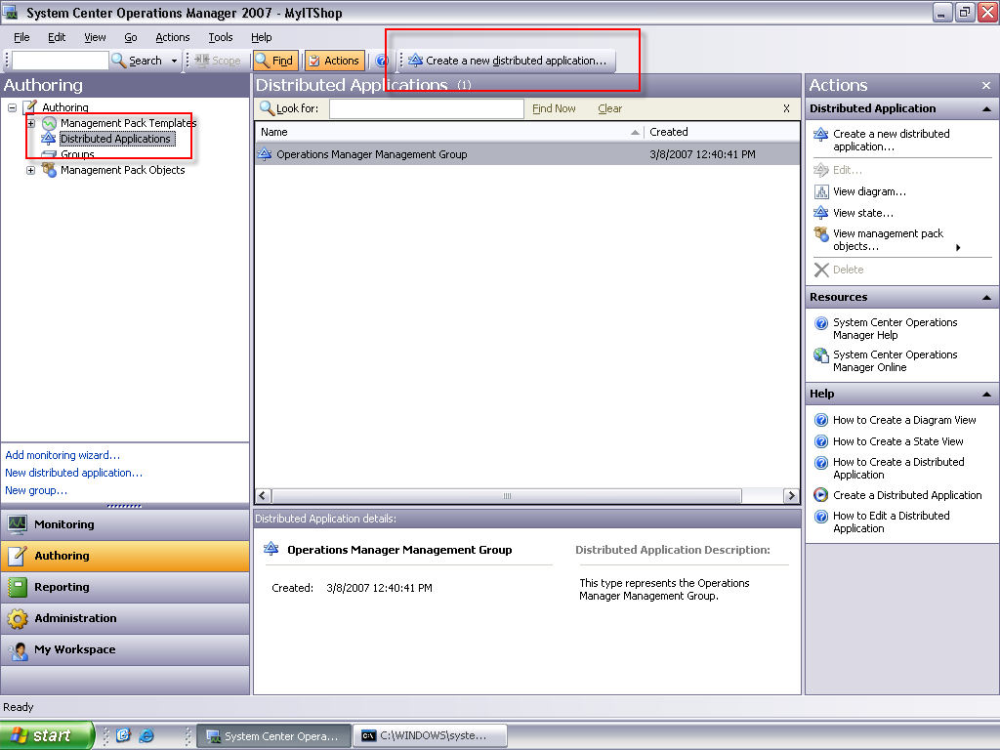 System Center Operations Manager 2007 - MyITShop
File Edit View Go Actions Tools Help
Search Scope Find Actions Create a new distributed application...
Authoring
Authoring
Management Pack Templates
Distributed Applications
Groups
Management Pack Objects
Add monitoring wizard...
New distributed application...
New group...
Monitoring
Authoring
Reporting
Administration
My Workspace
Distributed Applications (1)
Look for: Find Now Clear X
Name Created
Operations Manager Management Group 3/8/2007 12:40:41 PM
Distributed Application details:
Operations Manager Management Group
Created: 3/8/2007 12:40:41 PM
Distributed Application Description:
This type represents the Operations
Manager Management Group.
Actions
Distributed Application
Create a new distributed
application...
Edit...
View diagram...
View state...
View management pack
objects...
Delete
Resources
System Center Operations
Manager Help
System Center Operations
Manager Online
Help
How to Create a Diagram View
How to Create a State View
How to Create a Distributed
Application
Create a Distributed Application
How to Edit a Distributed
Application
Ready
start System Center Opera... C:\WINDOWS\syste...